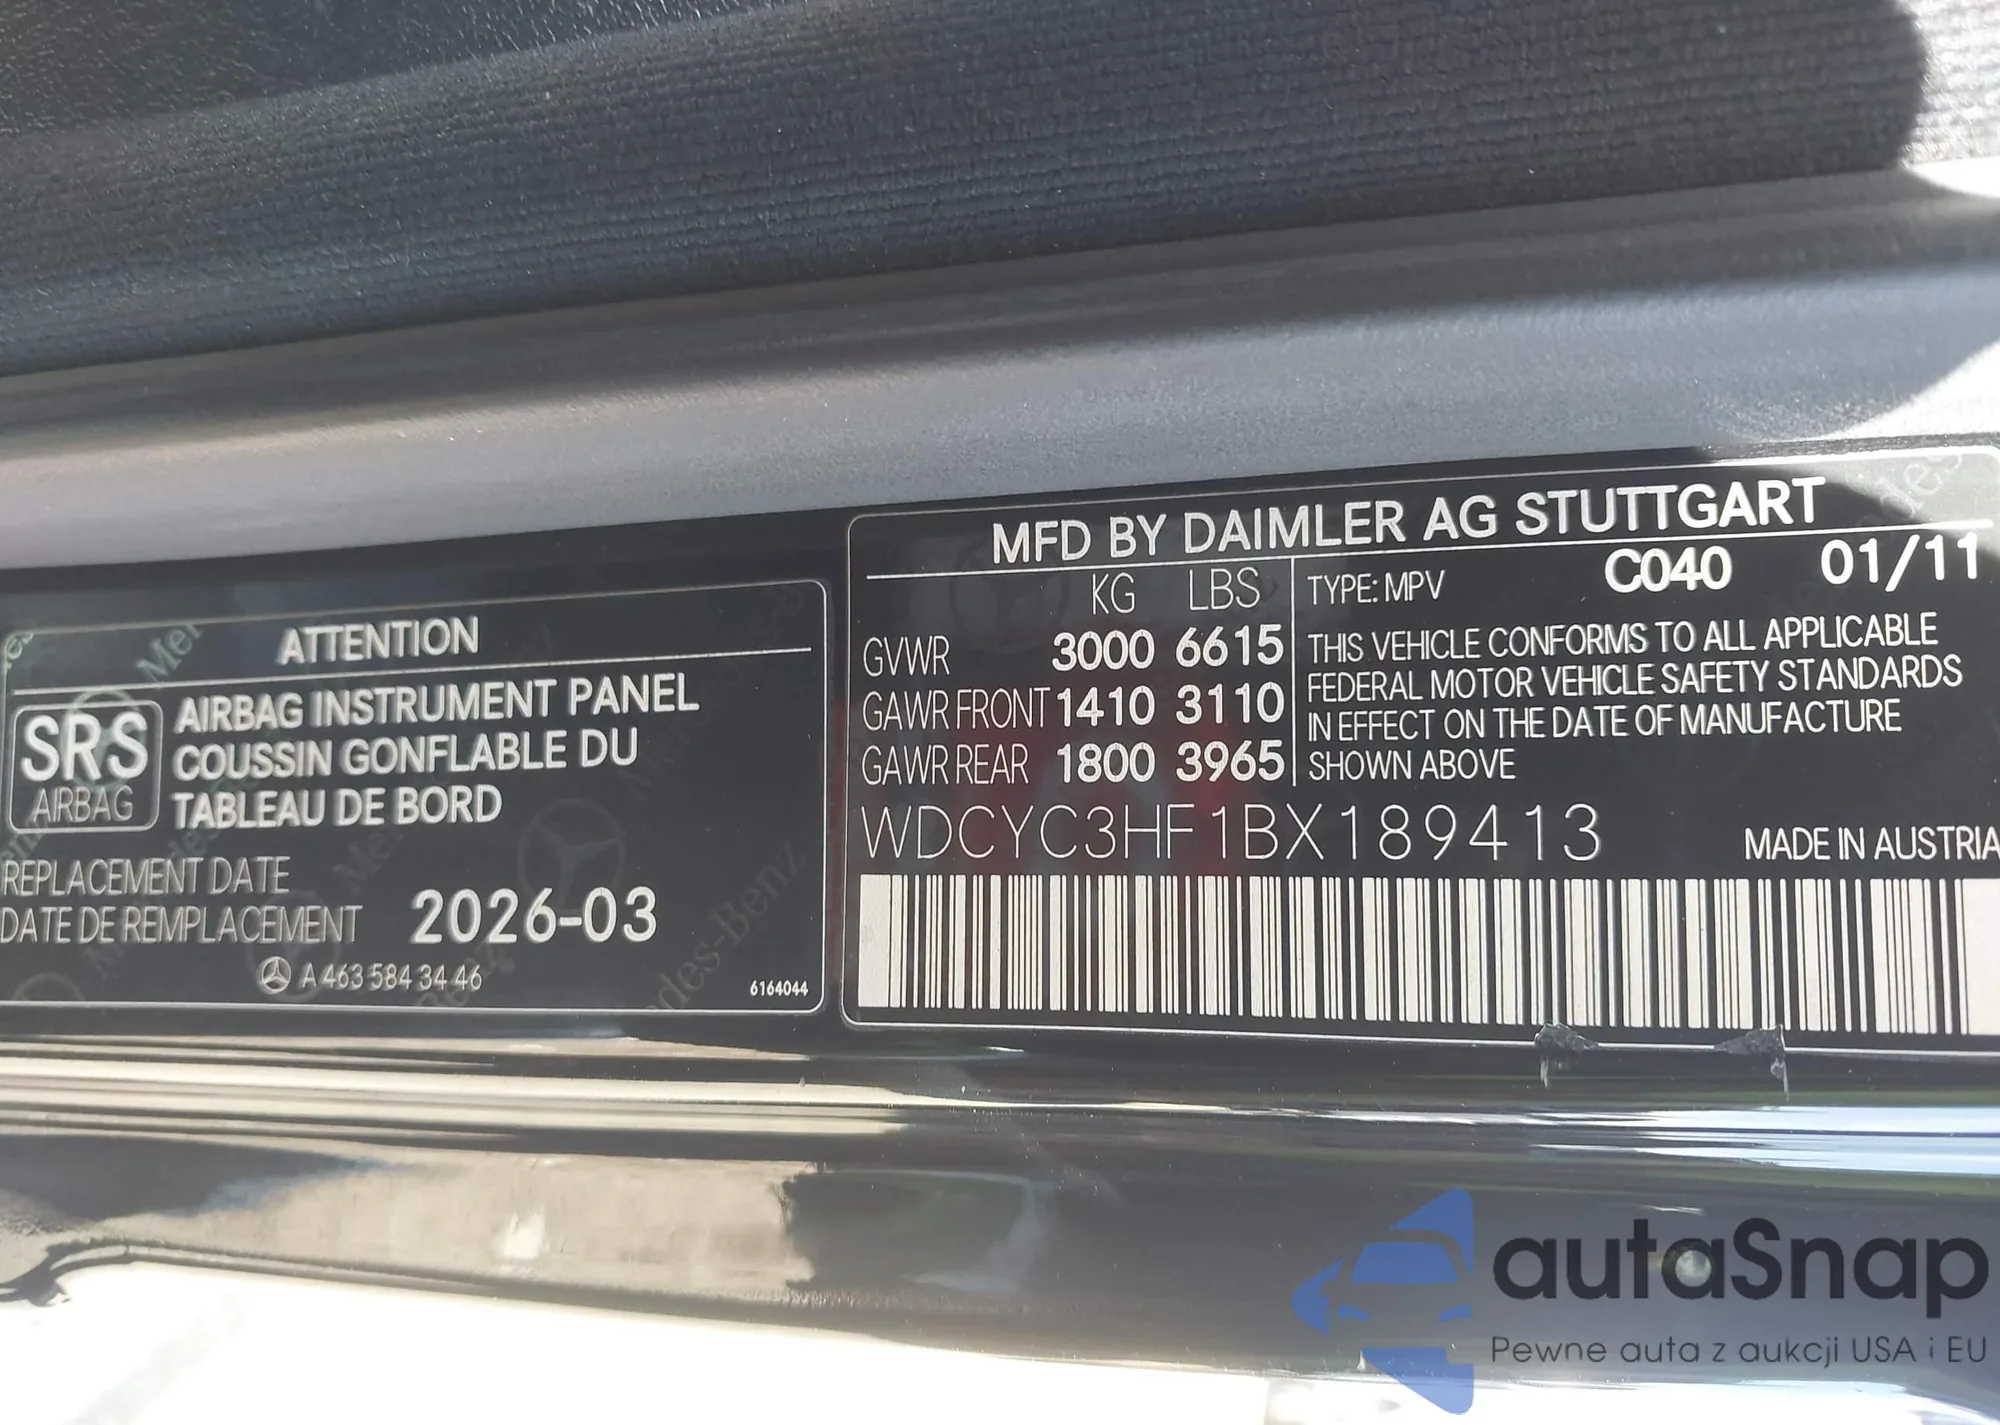 ATTENTION
SRS
AIRBAG
AIRBAG INSTRUMENT PANEL
COUSSIN GONFLABLE DU
TABLEAU DE BORD
REPLACEMENT DATE
DATE DE REMPLACEMENT
2026-03
A 463 584 34 46
6164044
MFD BY DAIMLER AG STUTTGART
KG LBS
GVWR 3000 6615
GAWR FRONT 1410 3110
GAWR REAR 1800 3965
TYPE: MPV C040 01/11
THIS VEHICLE CONFORMS TO ALL APPLICABLE
FEDERAL MOTOR VEHICLE SAFETY STANDARDS
IN EFFECT ON THE DATE OF MANUFACTURE
SHOWN ABOVE
WDCYC3HF1BX189413
MADE IN AUSTRIA
autaSnap
Pewne auta z aukcji USA i EU